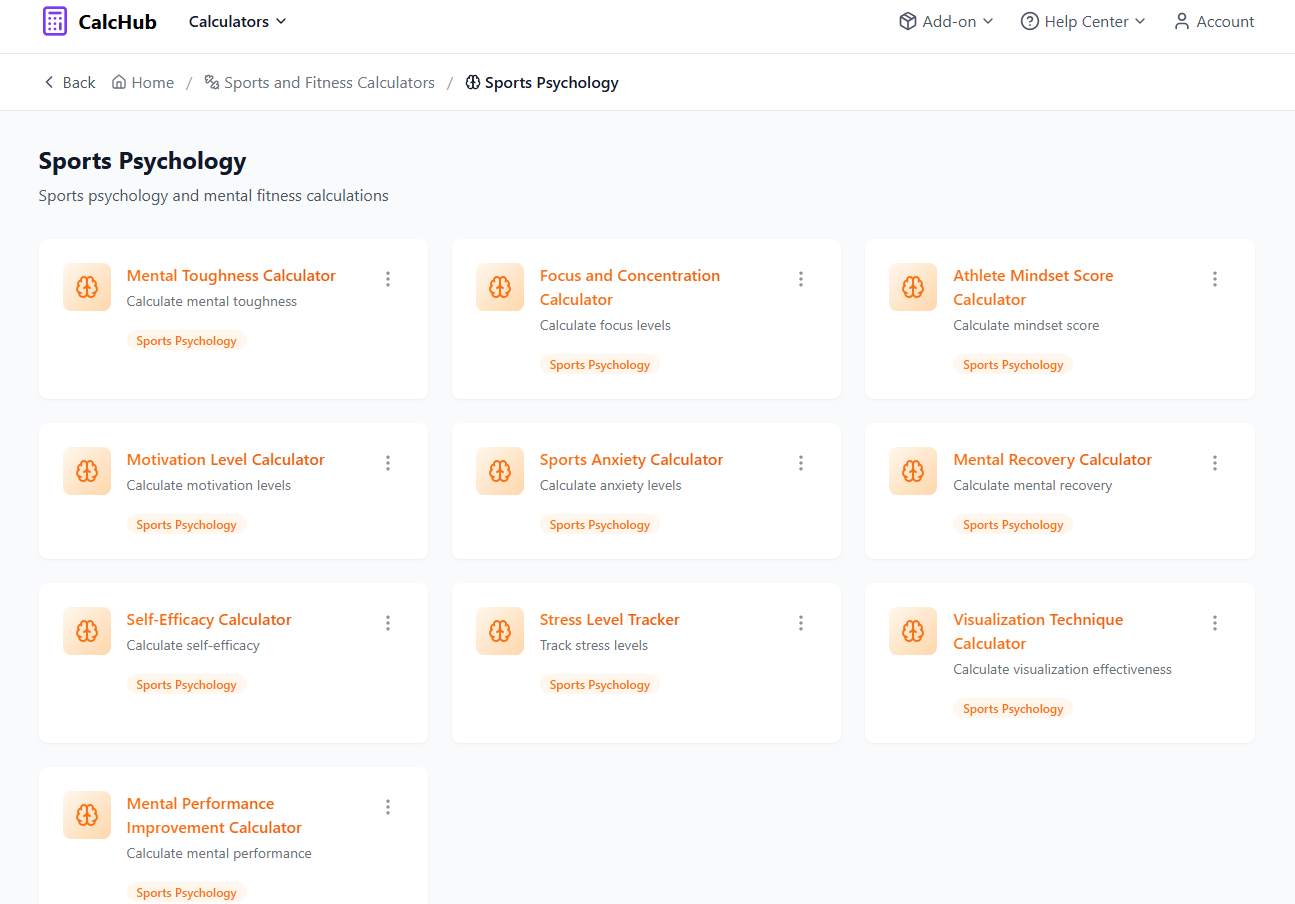 CalcHub
Calculators
Add-on
Help Center
Account
Back
Home
/
Sports and Fitness Calculators
/
Sports Psychology
Sports Psychology
Sports psychology and mental fitness calculations
Mental Toughness Calculator
Calculate mental toughness
Sports Psychology
Focus and Concentration
Calculator
Calculate focus levels
Sports Psychology
Athlete Mindset Score
Calculator
Calculate mindset score
Sports Psychology
Motivation Level Calculator
Calculate motivation levels
Sports Psychology
Sports Anxiety Calculator
Calculate anxiety levels
Sports Psychology
Mental Recovery Calculator
Calculate mental recovery
Sports Psychology
Self-Efficacy Calculator
Calculate self-efficacy
Sports Psychology
Stress Level Tracker
Track stress levels
Sports Psychology
Visualization Technique
Calculator
Calculate visualization effectiveness
Sports Psychology
Mental Performance
Improvement Calculator
Calculate mental performance
Sports Psychology